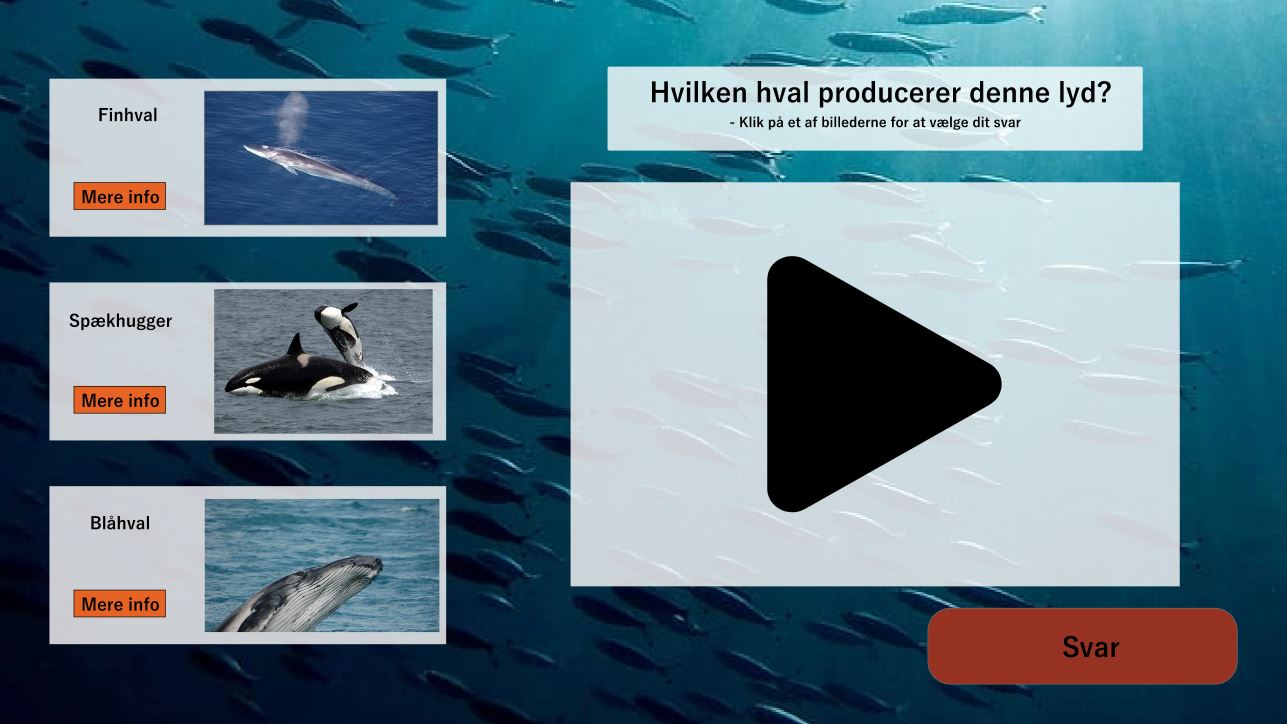 Finhval
Mere info
Spækhugger
Mere info
Blåhval
Mere info
Hvilken hval producerer denne lyd?
- Klik på et af billederne for at vælge dit svar
Svar